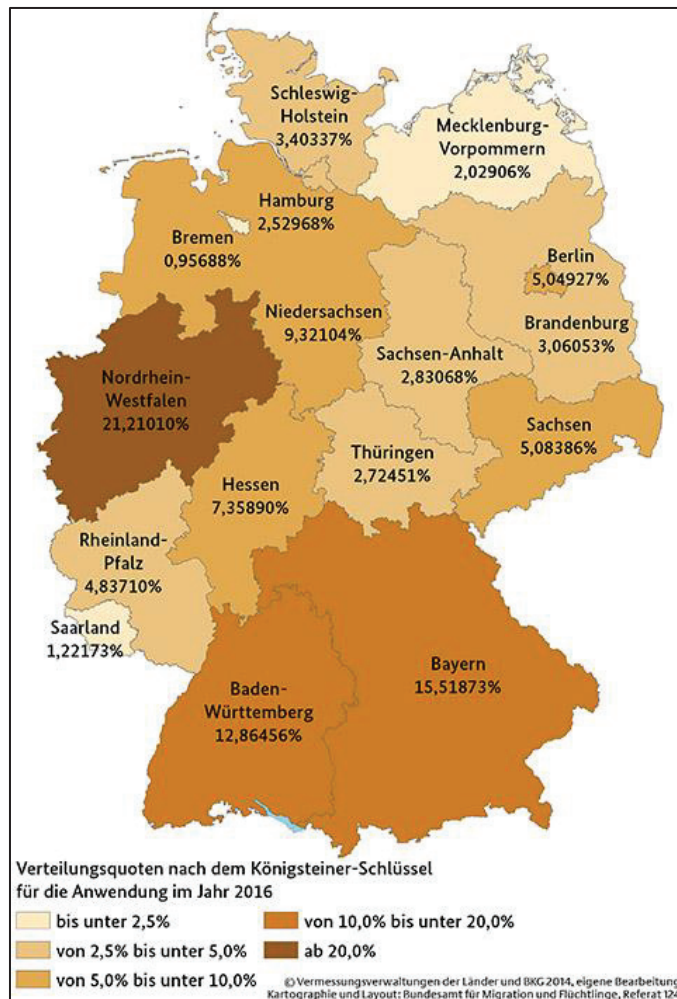 Schleswig-
Holstein
3,40337%
Mecklenburg-
Vorpommern
2,02906%
Hamburg
2,52968%
Bremen
0,95688%
Berlin
5,04927%
Niedersachsen
9,32104%
Brandenburg
3,06053%
Sachsen-Anhalt
2,83068%
Nordrhein-
Westfalen
21,21010%
Sachsen
5,08386%
Thüringen
2,72451%
Hessen
7,35890%
Rheinland-
Pfalz
4,83710%
Saarland
1,22173%
Bayern
15,51873%
Baden-
Württemberg
12,86456%
Verteilungsquoten nach dem Königsteiner-Schlüssel
für die Anwendung im Jahr 2016
bis unter 2,5%
von 2,5% bis unter 5,0%
von 5,0% bis unter 10,0%
von 10,0% bis unter 20,0%
ab 20,0%
© Vermessungsverwaltungen der Länder und BKG 2014, eigene Bearbeitung
Kartographie und Layout: Bundesamt für Migration und Flüchtlinge, Referat 124